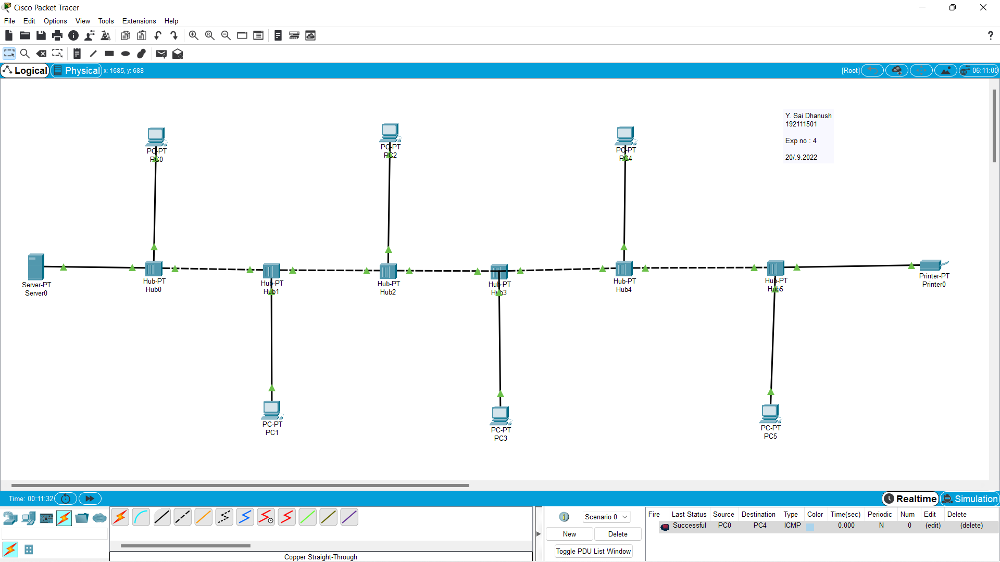 Cisco Packet Tracer
File Edit Options View Tools Extensions Help
?
Logical Physical x: 1685, y: 688 [Root] 06:11:00
Y. Sai Dhanush
192111501
Exp no : 4
20/.9.2022
PC-PT
PC0
PC-PT
PC2
PC-PT
PC4
Server-PT
Server0
Hub-PT
Hub0
Hub-PT
Hub1
Hub-PT
Hub2
Hub-PT
Hub3
Hub-PT
Hub4
Hub-PT
Hub5
Printer-PT
Printer0
PC-PT
PC1
PC-PT
PC3
PC-PT
PC5
Time: 00:11:32 Realtime Simulation
Copper Straight-Through
Scenario 0
New Delete
Toggle PDU List Window
Fire Last Status Source Destination Type Color Time(sec) Periodic Num Edit Delete
Successful PC0 PC4 ICMP 0.000 N 0 (edit) (delete)